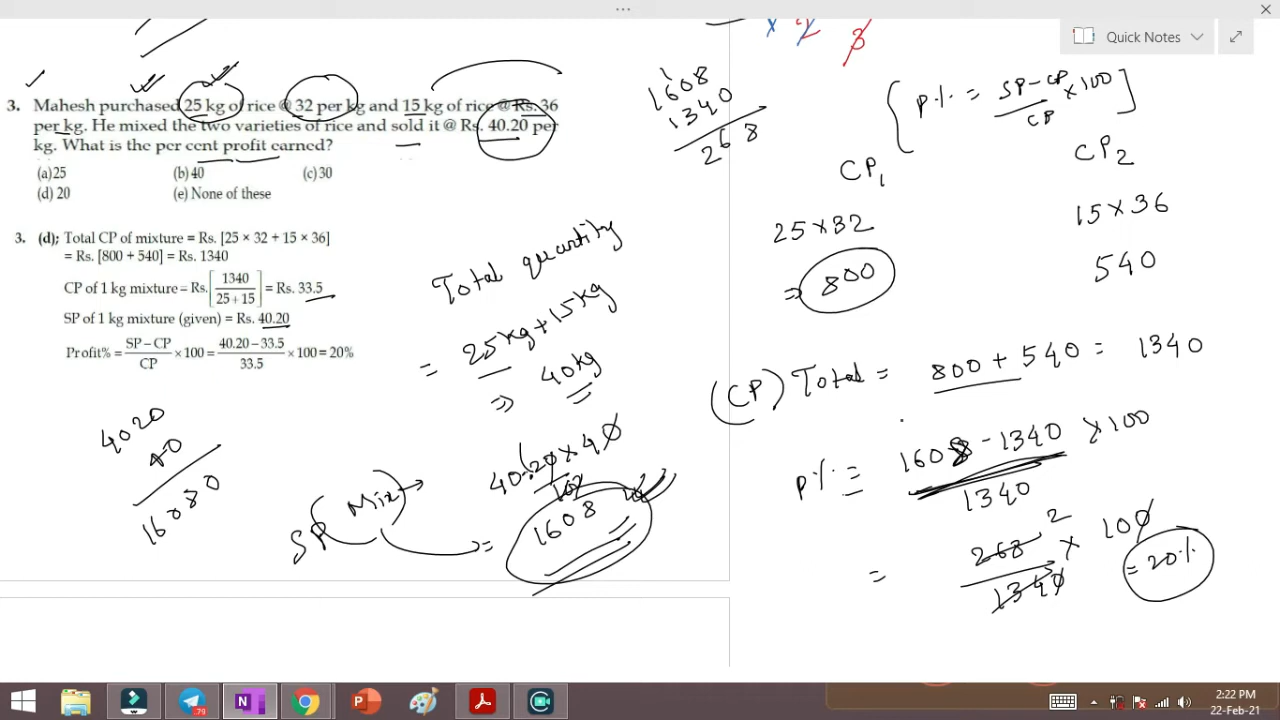 Quick Notes
3. Mahesh purchased 25 kg of rice @ 32 per kg and 15 kg of rice @ Rs. 36
per kg. He mixed the two varieties of rice and sold it @ Rs. 40.20 per
kg. What is the per cent profit earned?
(a)25 (b)40 (c)30
(d) 20 (e) None of these
3. (d); Total CP of mixture = Rs. [25 × 32 + 15 × 36]
= Rs. [800 + 540] = Rs. 1340
CP of 1 kg mixture = Rs. [1340 / 25+15] = Rs. 33.5
SP of 1 kg mixture (given) = Rs. 40.20
Profit% = SP – CP / CP × 100 = 40.20 – 33.5 / 33.5 × 100 = 20%
Total quantity
= 25kg + 15kg
⇒ 40kg
4020
40
16080
SP (Mix) → 40.20 × 40
= 1608
1608
1340
268
{ P% = SP – CP / CP × 100 ]
CP1 CP2
25 × 32 15 × 36
⇒ 800 540
(CP) Total = 800 + 540 = 1340
P% = 1608 – 1340 / 1340 × 100
= 268 / 1340 × 100 = 20%
2
79
2:22 PM
22-Feb-21